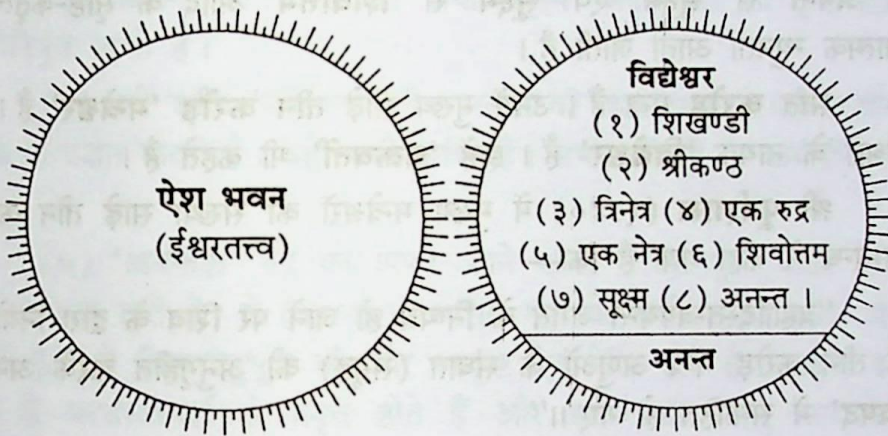 ऐश भवन
(ईश्वरतत्त्व)
विद्येश्वर
(१) शिखण्डी
(२) श्रीकण्ठ
(३) त्रिनेत्र (४) एक रुद्र
(५) एक नेत्र (६) शिवोत्तम
(७) सूक्ष्म (८) अनन्त ।
अनन्त